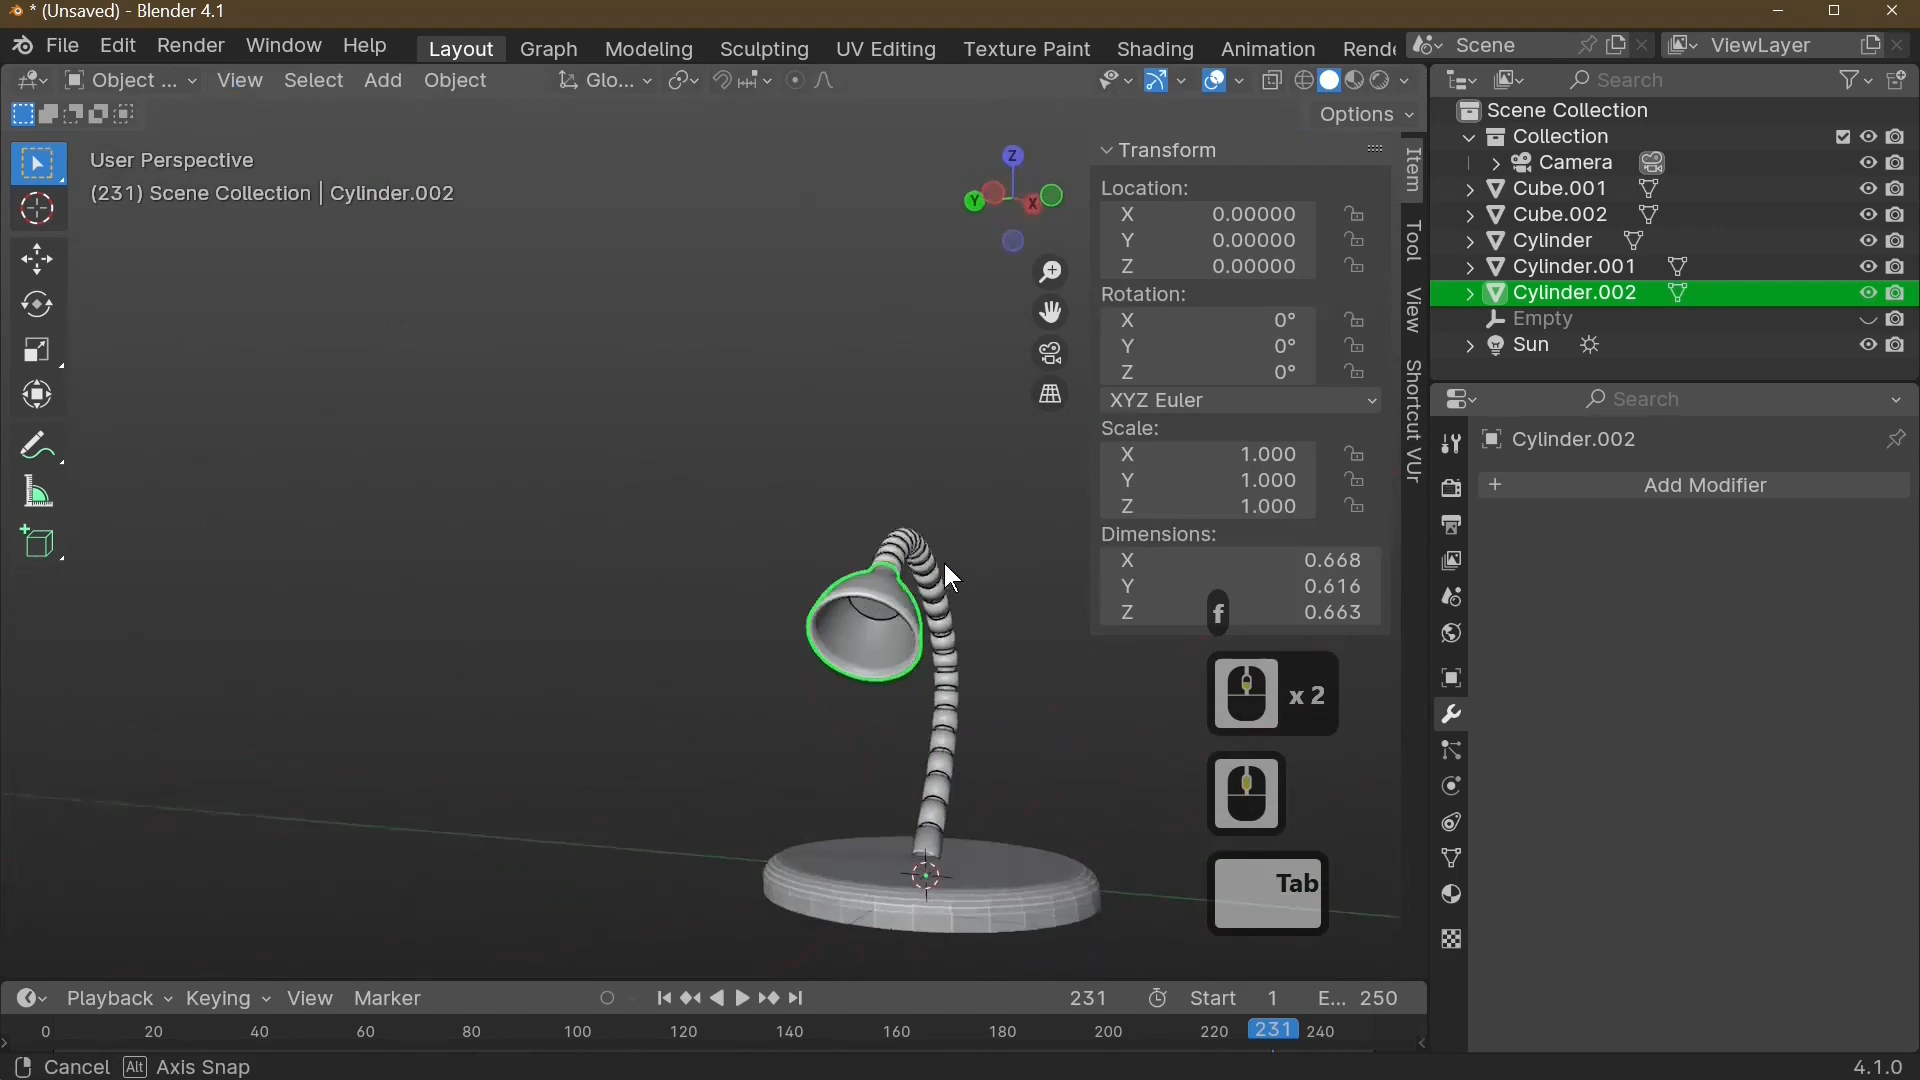 * (Unsaved) - Blender 4.1
File Edit Render Window Help Layout Graph Modeling Sculpting UV Editing Texture Paint Shading Animation Rende Scene ViewLayer
Object ... View Select Add Object Glo... Search
Options
User Perspective
(231) Scene Collection | Cylinder.002
Z
Y
X
Transform
Location:
X 0.00000
Y 0.00000
Z 0.00000
Rotation:
X 0°
Y 0°
Z 0°
XYZ Euler
Scale:
X 1.000
Y 1.000
Z 1.000
Dimensions:
X 0.668
Y 0.616
Z 0.663
f
x 2
Tab
Item
Tool
View
Shortcut VUr
Scene Collection
Collection
Camera
Cube.001
Cube.002
Cylinder
Cylinder.001
Cylinder.002
Empty
Sun
Search
Cylinder.002
+ Add Modifier
Playback Keying View Marker 231 Start 1 E... 250
0 20 40 60 80 100 120 140 160 180 200 220 231 240
Cancel Alt Axis Snap 4.1.0